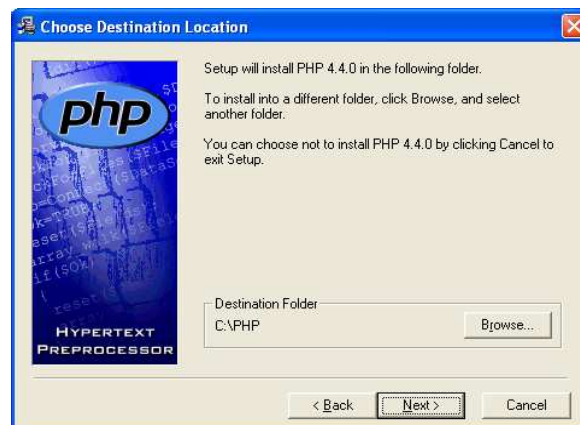 Choose Destination Location
php
HYPERTEXT
PREPROCESSOR
Setup will install PHP 4.4.0 in the following folder.
To install into a different folder, click Browse, and select
another folder.
You can choose not to install PHP 4.4.0 by clicking Cancel to
exit Setup.
Destination Folder
C:\PHP
Browse...
< Back
Next >
Cancel